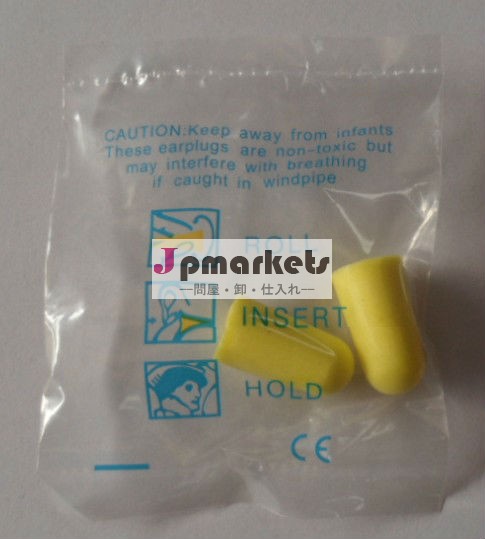 CAUTION:Keep away from infants
These earplugs are non-toxic but
may interfere with breathing
if caught in windpipe
ROLL
Jpmarkets
—問屋・卸・仕入れ—
INSERT
HOLD
CE